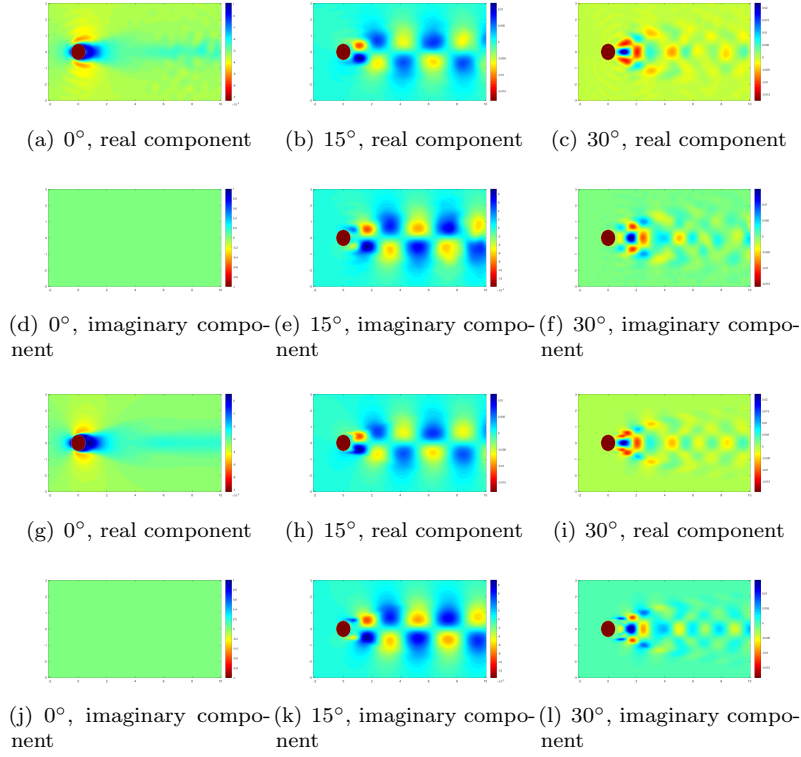 (a) 0°, real component (b) 15°, real component (c) 30°, real component
(d) 0°, imaginary compo- (e) 15°, imaginary compo- (f) 30°, imaginary compo-
nent nent nent
(g) 0°, real component (h) 15°, real component (i) 30°, real component
(j) 0°, imaginary compo- (k) 15°, imaginary compo- (l) 30°, imaginary compo-
nent nent nent